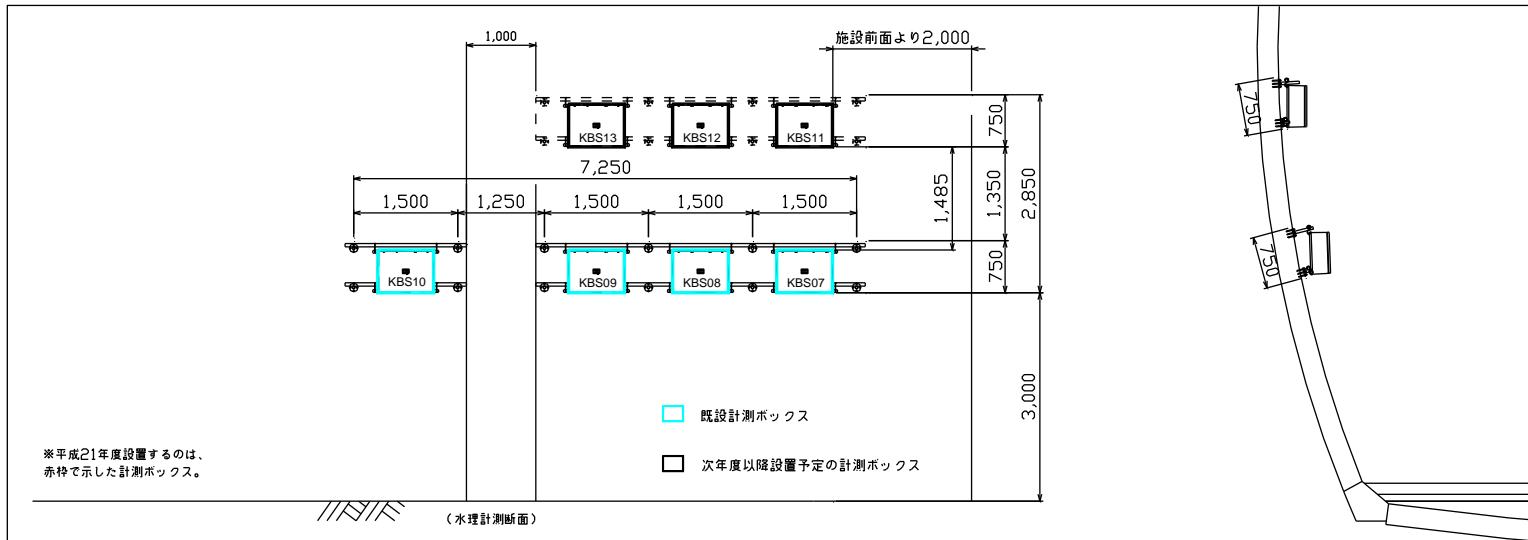 1,000
施設前面より2,000
KBS13
KBS12
KBS11
750
750
7,250
1,485
1,350
2,850
1,500
1,250
1,500
1,500
1,500
KBS10
KBS09
KBS08
KBS07
750
750
3,000
既設計測ボックス
次年度以降設置予定の計測ボックス
※平成21年度設置するのは、
赤枠で示した計測ボックス。
(水理計測断面)